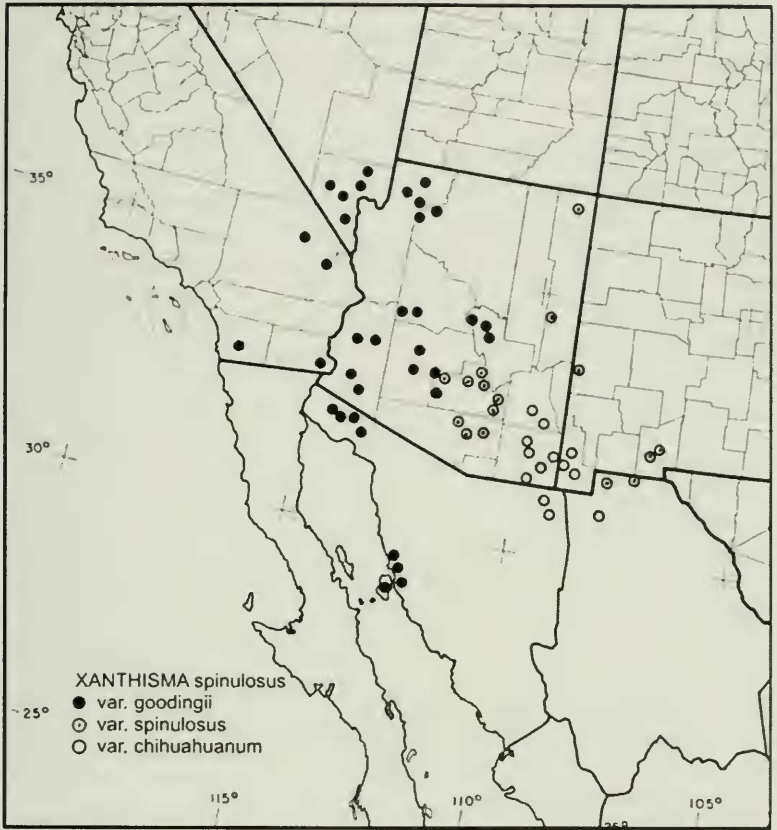 35°
30°
XANTHISMA spinulosus
var. goodingii
var. spinulosus
var. chihuahuanum
25°
115°
110°
105°